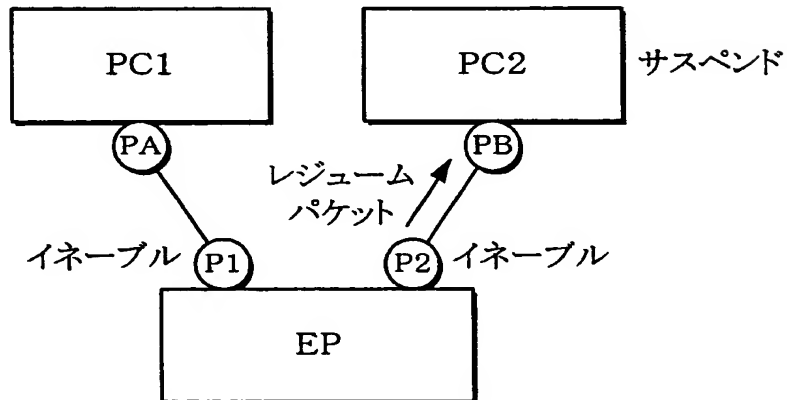 PC1
PC2
サスペンド
PA
PB
レジューム
パケット
イネーブル
P1
P2
イネーブル
EP